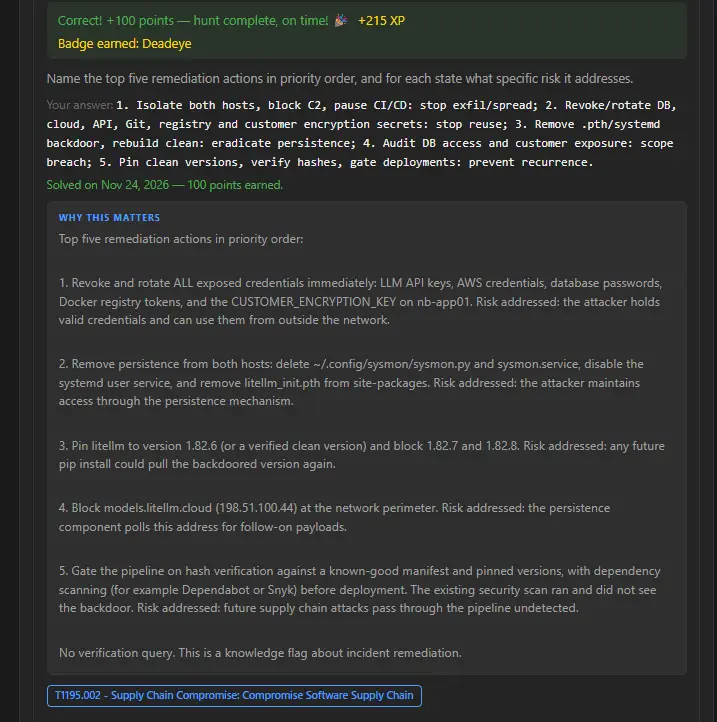 Correct! +100 points — hunt complete, on time! 🎉 +215 XP
Badge earned: Deadeye
Name the top five remediation actions in priority order, and for each state what specific risk it addresses.
Your answer: 1. Isolate both hosts, block C2, pause CI/CD: stop exfil/spread; 2. Revoke/rotate DB,
cloud, API, Git, registry and customer encryption secrets: stop reuse; 3. Remove .pth/systemd
backdoor, rebuild clean: eradicate persistence; 4. Audit DB access and customer exposure: scope
breach; 5. Pin clean versions, verify hashes, gate deployments: prevent recurrence.
Solved on Nov 24, 2026 — 100 points earned.
WHY THIS MATTERS
Top five remediation actions in priority order:
1. Revoke and rotate ALL exposed credentials immediately: LLM API keys, AWS credentials, database passwords,
Docker registry tokens, and the CUSTOMER_ENCRYPTION_KEY on nb-app01. Risk addressed: the attacker holds
valid credentials and can use them from outside the network.
2. Remove persistence from both hosts: delete ~/.config/sysmon/sysmon.py and sysmon.service, disable the
systemd user service, and remove litellm_init.pth from site-packages. Risk addressed: the attacker maintains
access through the persistence mechanism.
3. Pin litellm to version 1.82.6 (or a verified clean version) and block 1.82.7 and 1.82.8. Risk addressed: any future
pip install could pull the backdoored version again.
4. Block models.litellm.cloud (198.51.100.44) at the network perimeter. Risk addressed: the persistence
component polls this address for follow-on payloads.
5. Gate the pipeline on hash verification against a known-good manifest and pinned versions, with dependency
scanning (for example Dependabot or Snyk) before deployment. The existing security scan ran and did not see
the backdoor. Risk addressed: future supply chain attacks pass through the pipeline undetected.
No verification query. This is a knowledge flag about incident remediation.
T1195.002 - Supply Chain Compromise: Compromise Software Supply Chain